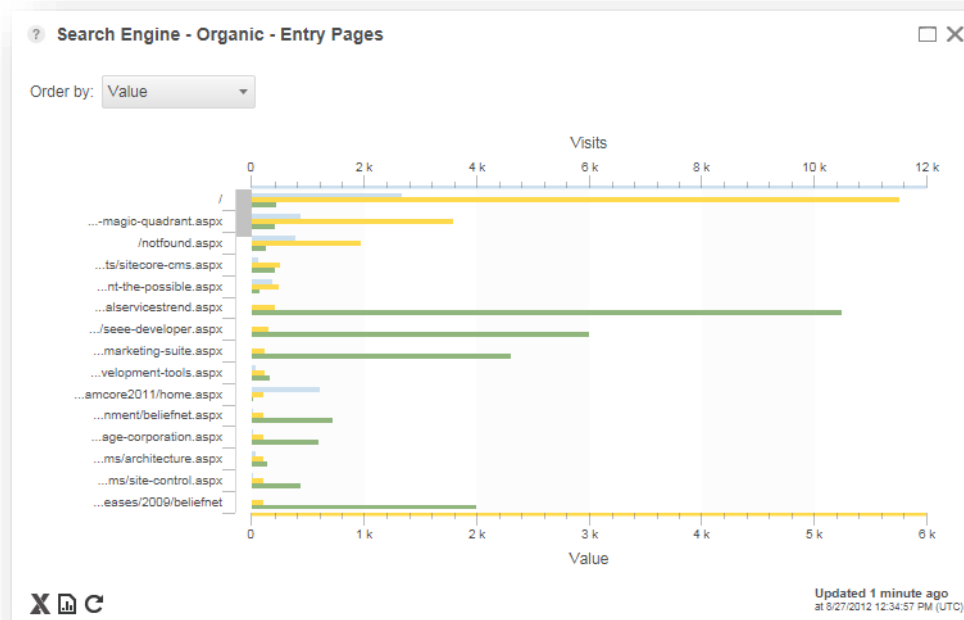 ? Search Engine - Organic - Entry Pages
Order by: Value
Visits
0 2 k 4 k 6 k 8 k 10 k 12 k
/
...-magic-quadrant.aspx
/notfound.aspx
...ts/sitecore-cms.aspx
...nt-the-possible.aspx
...alservicestrend.aspx
.../seee-developer.aspx
...marketing-suite.aspx
...velopment-tools.aspx
...amcore2011/home.aspx
...nment/beliefnet.aspx
...age-corporation.aspx
...ms/architecture.aspx
...ms/site-control.aspx
...eases/2009/beliefnet
0 1 k 2 k 3 k 4 k 5 k 6 k
Value
Updated 1 minute ago
at 8/27/2012 12:34:57 PM (UTC)